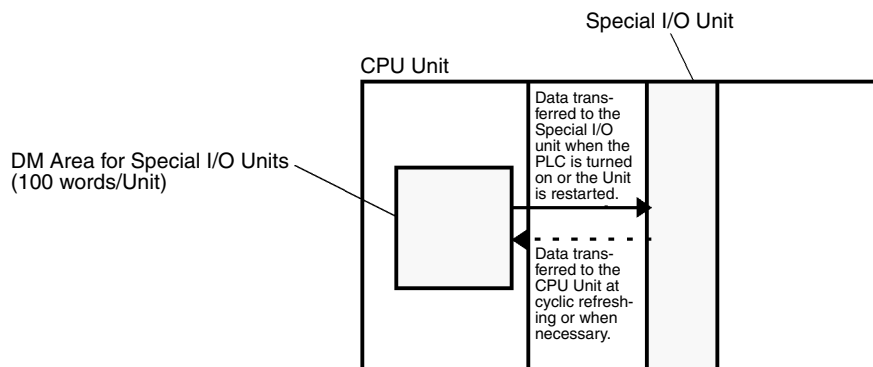 Special I/O Unit
CPU Unit
Data trans-
ferred to the
Special I/O
unit when the
PLC is turned
on or the Unit
is restarted.
DM Area for Special I/O Units
(100 words/Unit)
Data trans-
ferred to the
CPU Unit at
cyclic refresh-
ing or when
necessary.